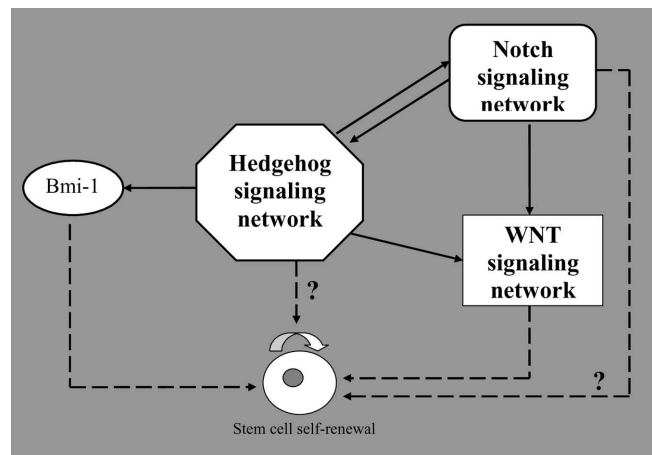 Notch
signaling
network
Hedgehog
signaling
network
Bmi-1
WNT
signaling
network
?
?
Stem cell self-renewal